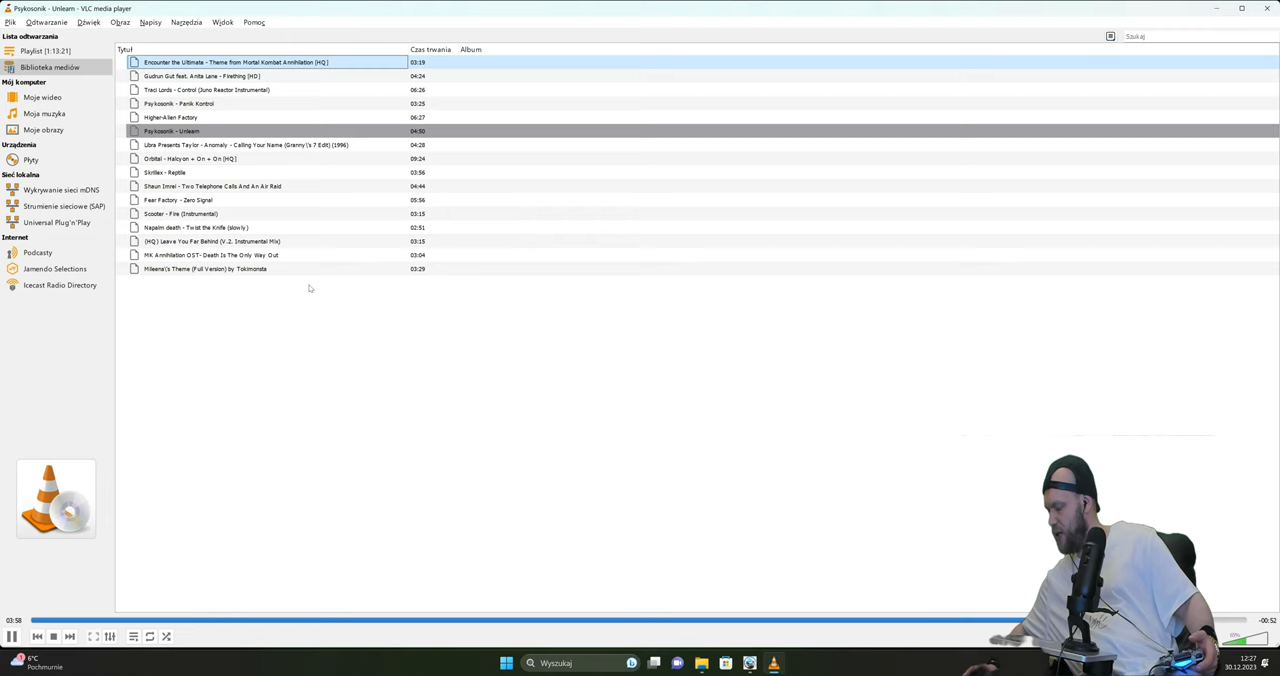 Psykosonik - Unlearn - VLC media player
Plik Odtwarzanie Dźwięk Obraz Napisy Narzędzia Widok Pomoc
Lista odtwarzania
Szukaj
Playlist [1:13:21]
Biblioteka mediów
Mój komputer
Moje wideo
Moja muzyka
Moje obrazy
Urządzenia
Płyty
Sieć lokalna
Wykrywanie sieci mDNS
Strumienie sieciowe (SAP)
Universal Plug'n'Play
Internet
Podcasty
Jamendo Selections
Icecast Radio Directory
Tytuł Czas trwania Album
Encounter the Ultimate - Theme from Mortal Kombat Annihilation [HQ] 03:19
Gudrun Gut feat. Anita Lane - Firething [HD] 04:24
Traci Lords - Control (Juno Reactor Instrumental) 06:26
Psykosonik - Panik Kontrol 03:25
Higher-Alien Factory 06:27
Psykosonik - Unlearn 04:50
Libra Presents Taylor - Anomaly - Calling Your Name (Granny\'s 7 Edit) (1996) 04:28
Orbital - Halcyon + On + On [HQ] 09:24
Skrillex - Reptile 03:56
Shaun Imrei - Two Telephone Calls And An Air Raid 04:44
Fear Factory - Zero Signal 05:56
Scooter - Fire (Instrumental) 03:15
Napalm death - Twist the Knife (slowly) 02:51
(HQ) Leave You Far Behind (V.2. Instrumental Mix) 03:15
MK Annihilation OST- Death Is The Only Way Out 03:04
Mileena\'s Theme (Full Version) by Tokimonsta 03:29
03:58 -00:52
1
6°C
Pochmurnie
Wyszukaj
12:27
30.12.2023